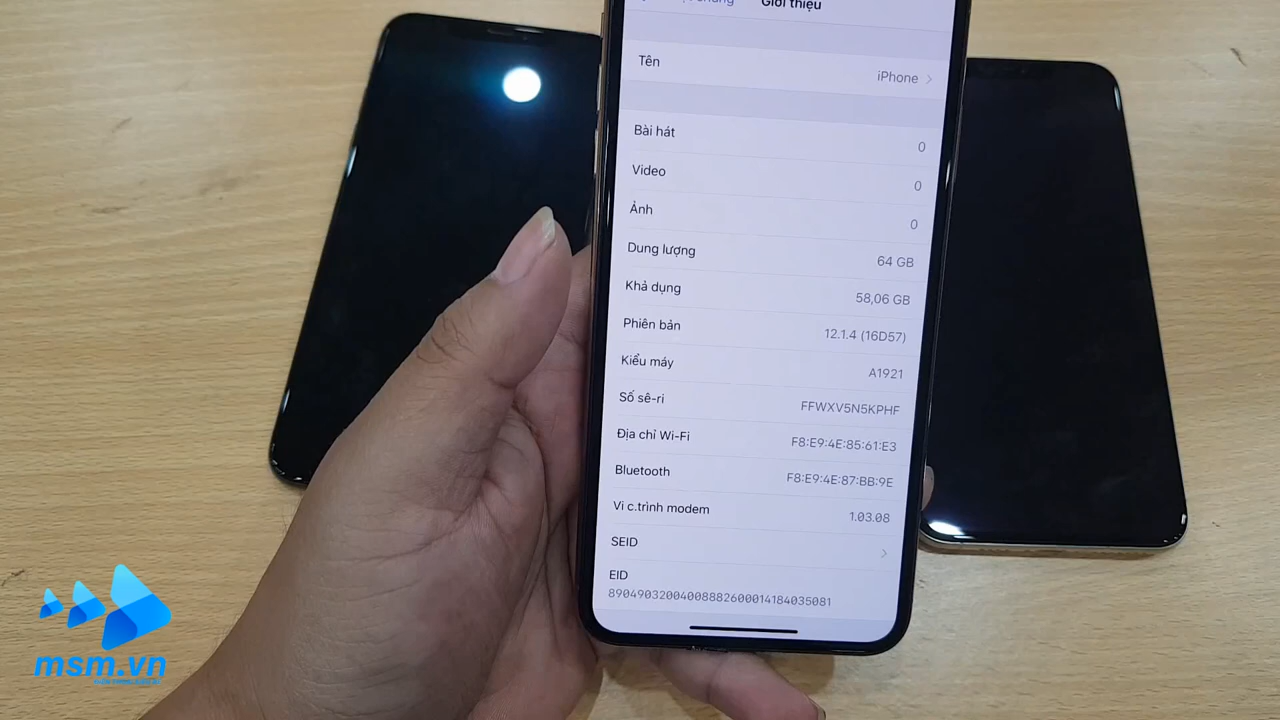 Giới thiệu
Tên
iPhone
Bài hát
0
Video
0
Ảnh
0
Dung lượng
64 GB
Khả dụng
58,06 GB
Phiên bản
12.1.4 (16D57)
Kiểu máy
A1921
Số sê-ri
FFWXV5N5KPHF
Địa chỉ Wi-Fi
F8:E9:4E:85:61:E3
Bluetooth
F8:E9:4E:87:BB:9E
Vi c.trình modem
1.03.08
SEID
EID
89049032004008882600014184035081
msm.vn